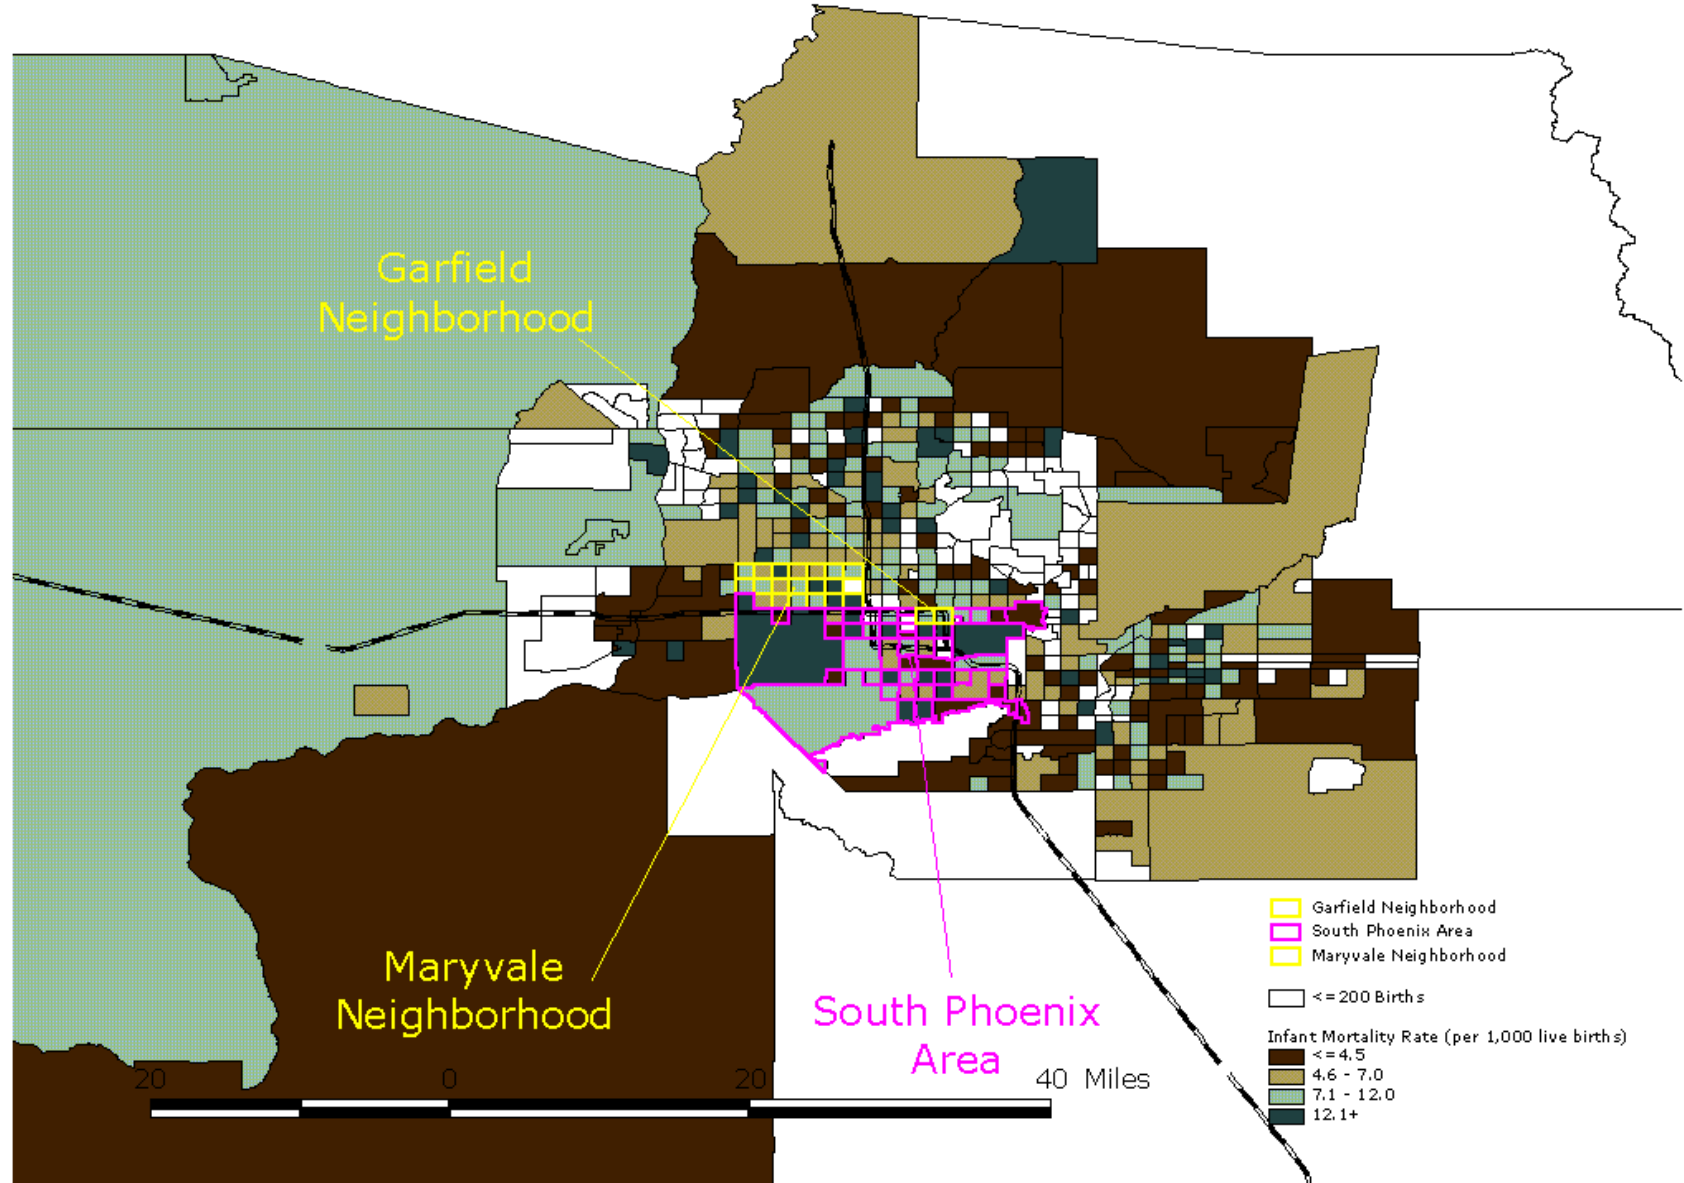 Garfield
Neighborhood
Maryvale
Neighborhood
South Phoenix
Area
20 0 20 40 Miles
Garfield Neighborhood
South Phoenix Area
Maryvale Neighborhood
<=200 Births
Infant Mortality Rate (per 1,000 live births)
<=4.5
4.6 - 7.0
7.1 - 12.0
12.1+